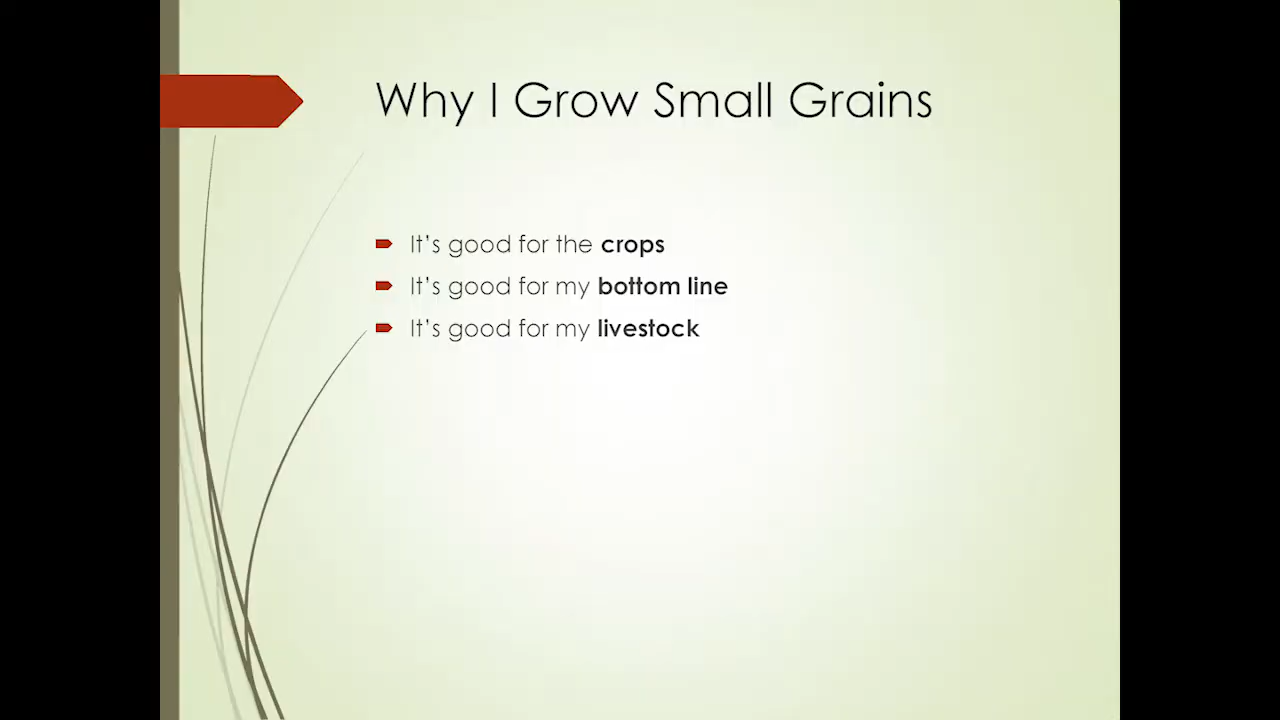 Why I Grow Small Grains
It's good for the crops
It's good for my bottom line
It's good for my livestock